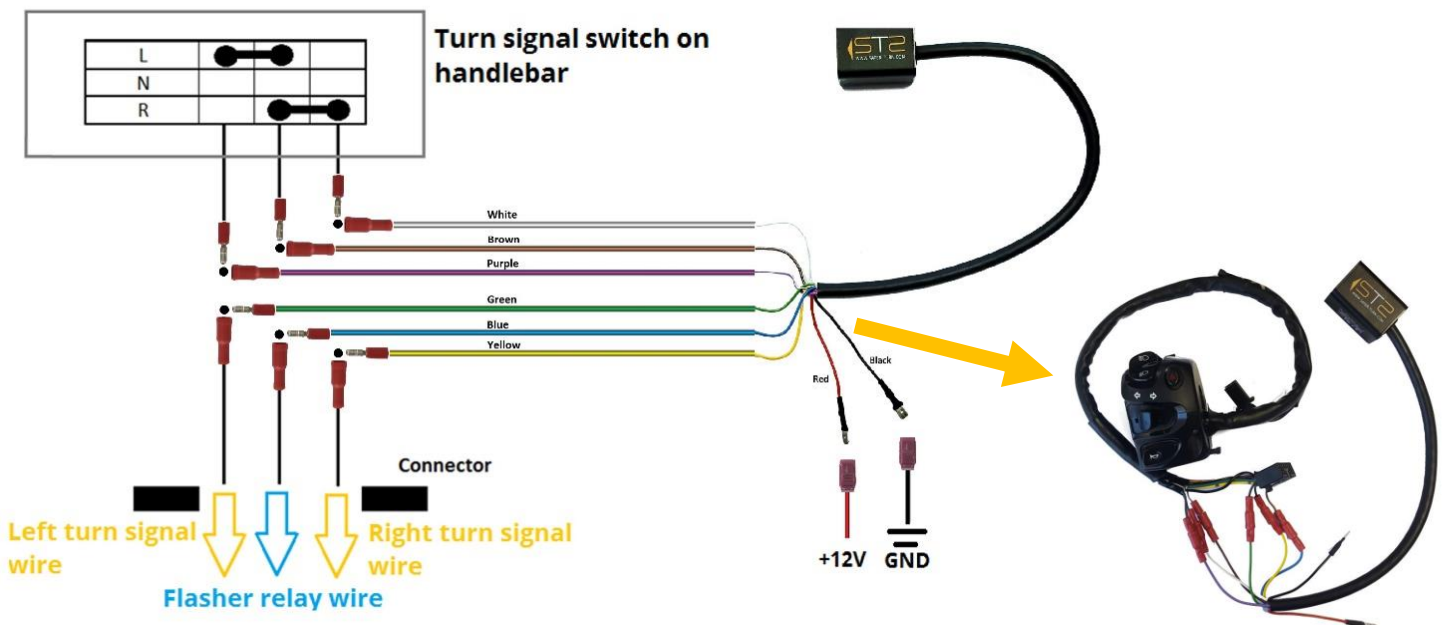 Turn signal switch on
handlebar
L
N
R
White
Brown
Purple
Green
Blue
Yellow
Red
Black
Connector
Left turn signal
wire
Right turn signal
wire
Flasher relay wire
+12V
GND
ST2
ST2